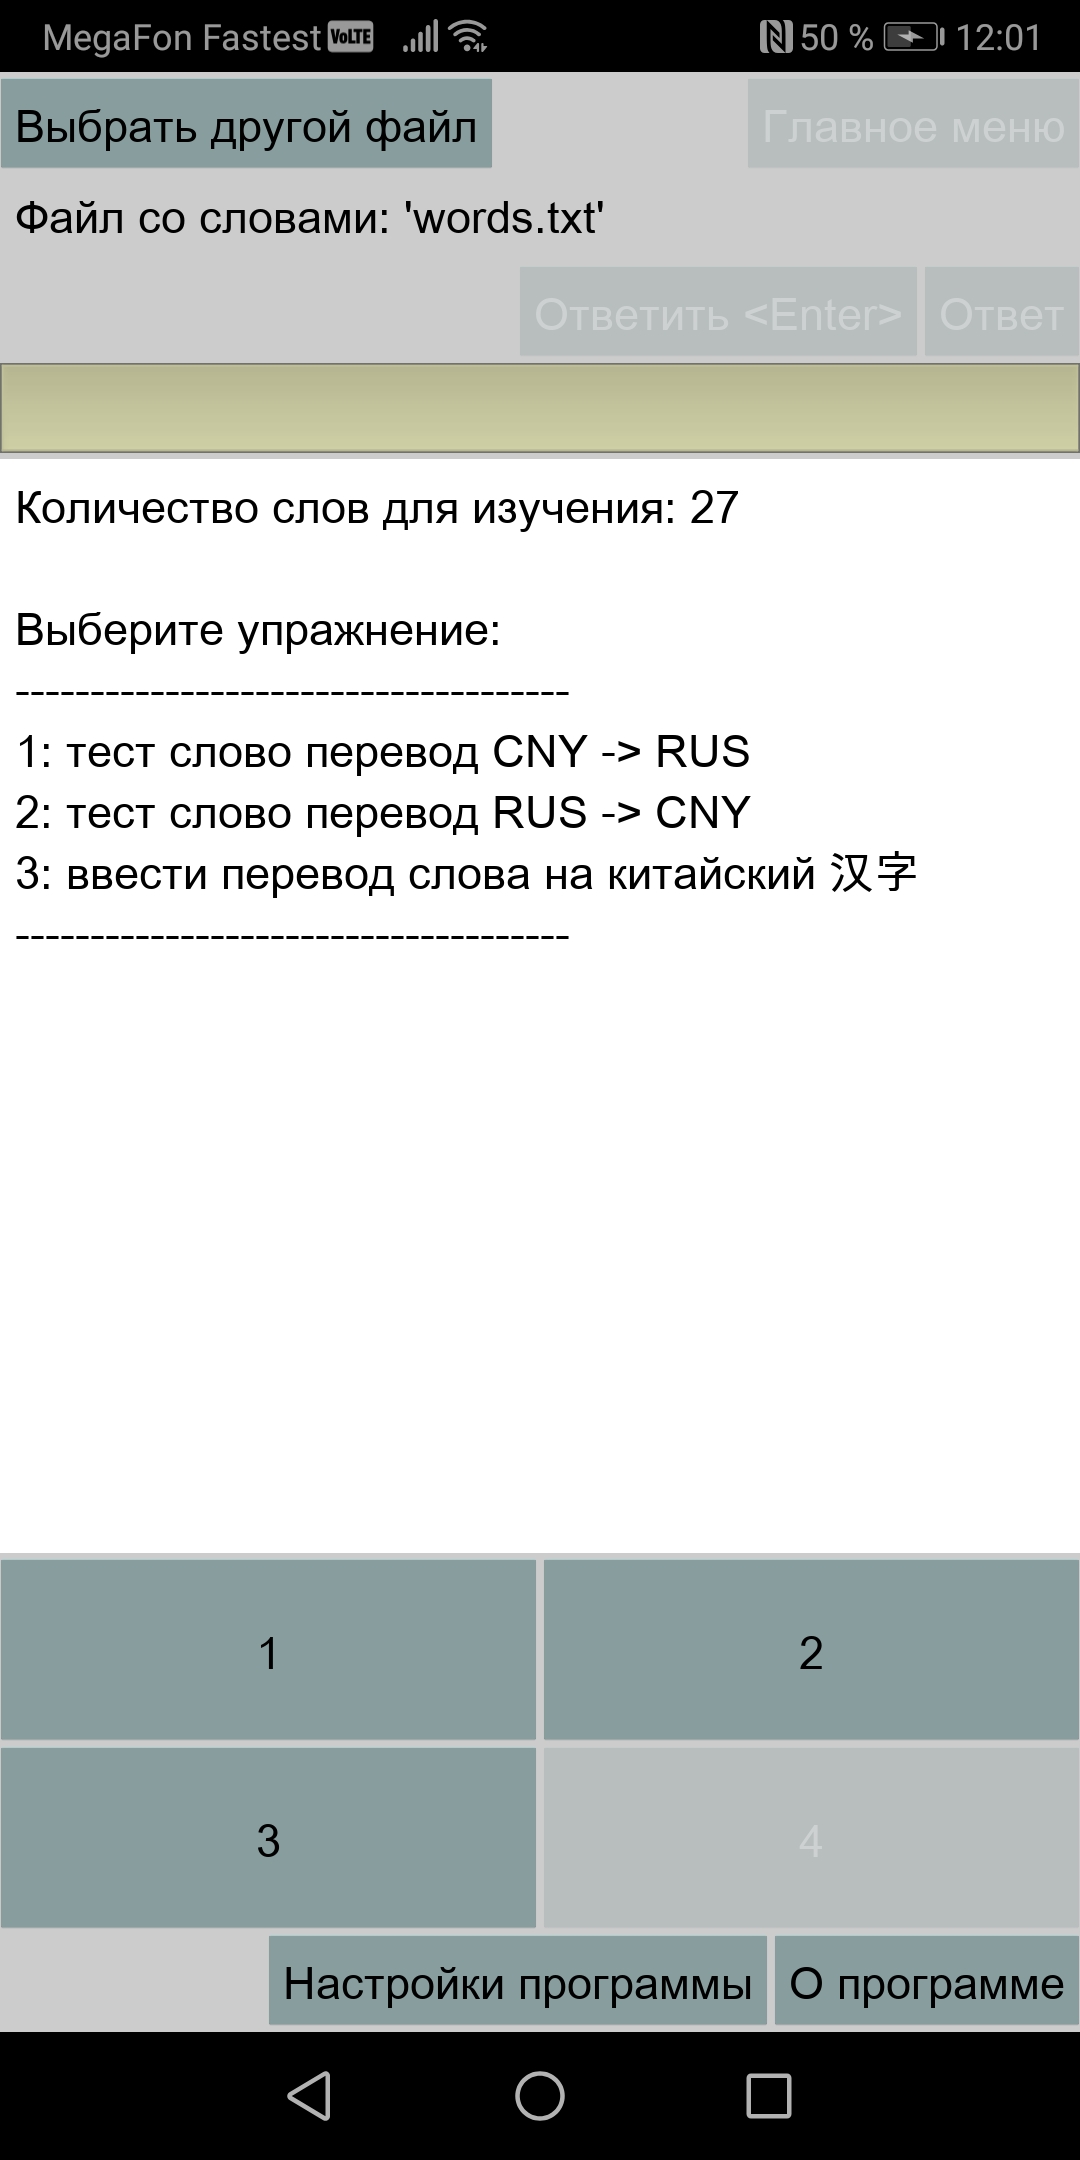 MegaFon Fastest VoLTE 50 % 12:01
Выбрать другой файл Главное меню
Файл со словами: 'words.txt'
Ответить <Enter> Ответ
Количество слов для изучения: 27
Выберите упражнение:
-------------------------------------
1: тест слово перевод CNY -> RUS
2: тест слово перевод RUS -> CNY
3: ввести перевод слова на китайский 汉字
-------------------------------------
1 2
3 4
Настройки программы О программе